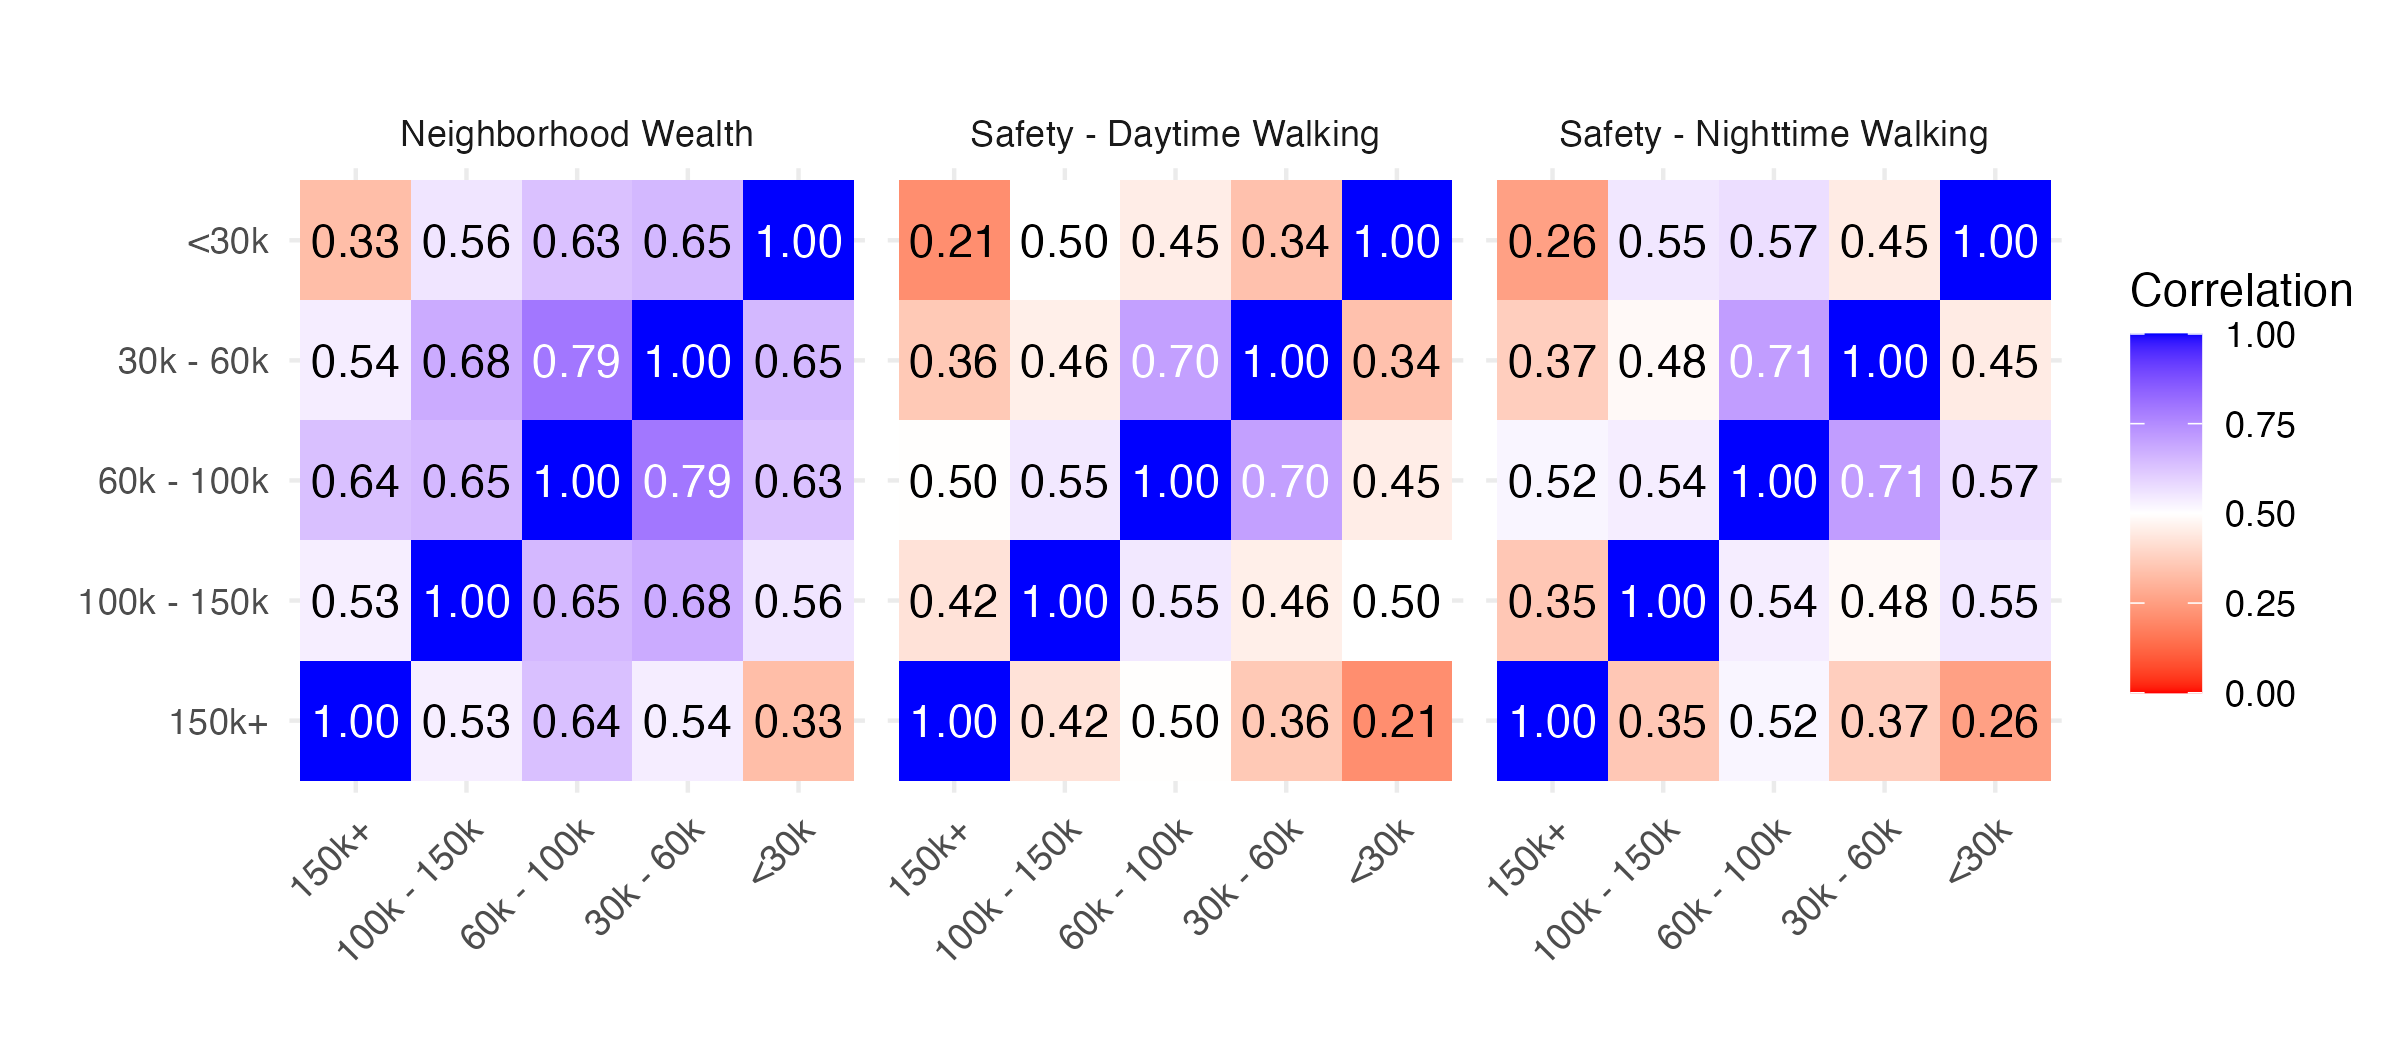 Neighborhood Wealth Safety - Daytime Walking Safety - Nighttime Walking
<30k 0.33 0.56 0.63 0.65 1.00 0.21 0.50 0.45 0.34 1.00 0.26 0.55 0.57 0.45 1.00
30k - 60k 0.54 0.68 0.79 1.00 0.65 0.36 0.46 0.70 1.00 0.34 0.37 0.48 0.71 1.00 0.45
60k - 100k 0.64 0.65 1.00 0.79 0.63 0.50 0.55 1.00 0.70 0.45 0.52 0.54 1.00 0.71 0.57
100k - 150k 0.53 1.00 0.65 0.68 0.56 0.42 1.00 0.55 0.46 0.50 0.35 1.00 0.54 0.48 0.55
150k+ 1.00 0.53 0.64 0.54 0.33 1.00 0.42 0.50 0.36 0.21 1.00 0.35 0.52 0.37 0.26
150k+ 100k - 150k 60k - 100k 30k - 60k <30k 150k+ 100k - 150k 60k - 100k 30k - 60k <30k 150k+ 100k - 150k 60k - 100k 30k - 60k <30k
Correlation
1.00
0.75
0.50
0.25
0.00